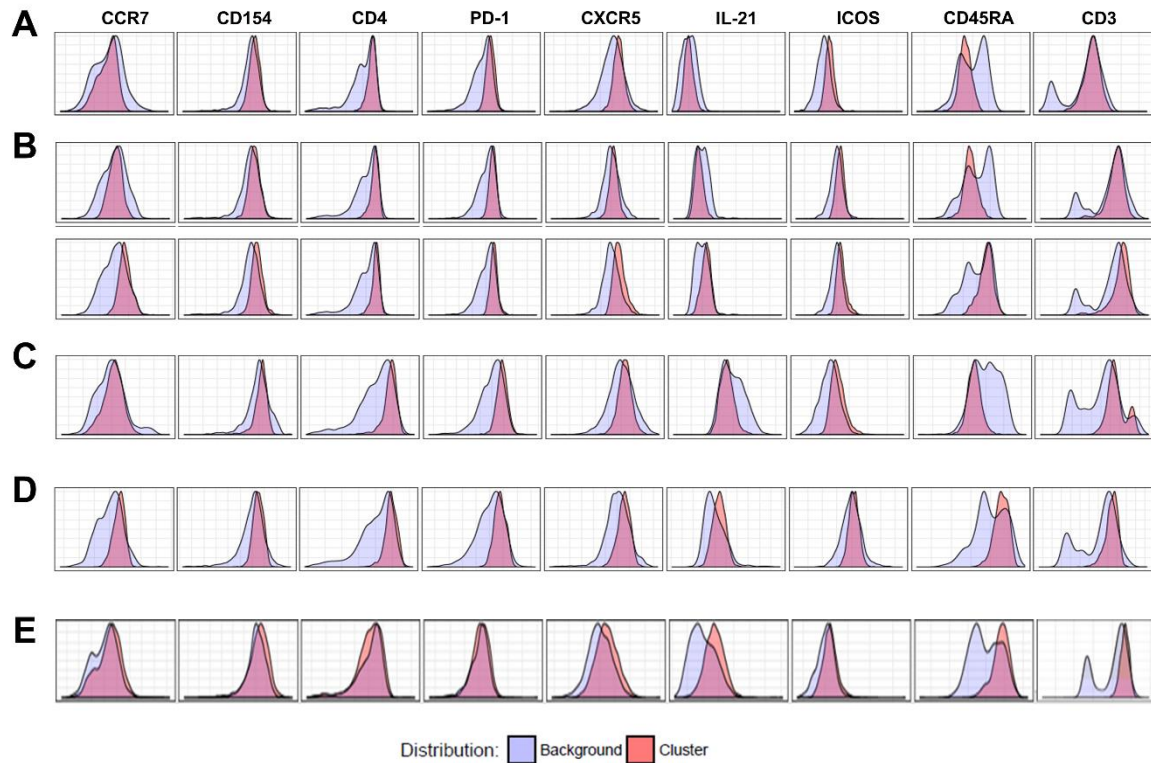 A CCR7 CD154 CD4 PD-1 CXCR5 IL-21 ICOS CD45RA CD3
B
C
D
E
Distribution: Background Cluster